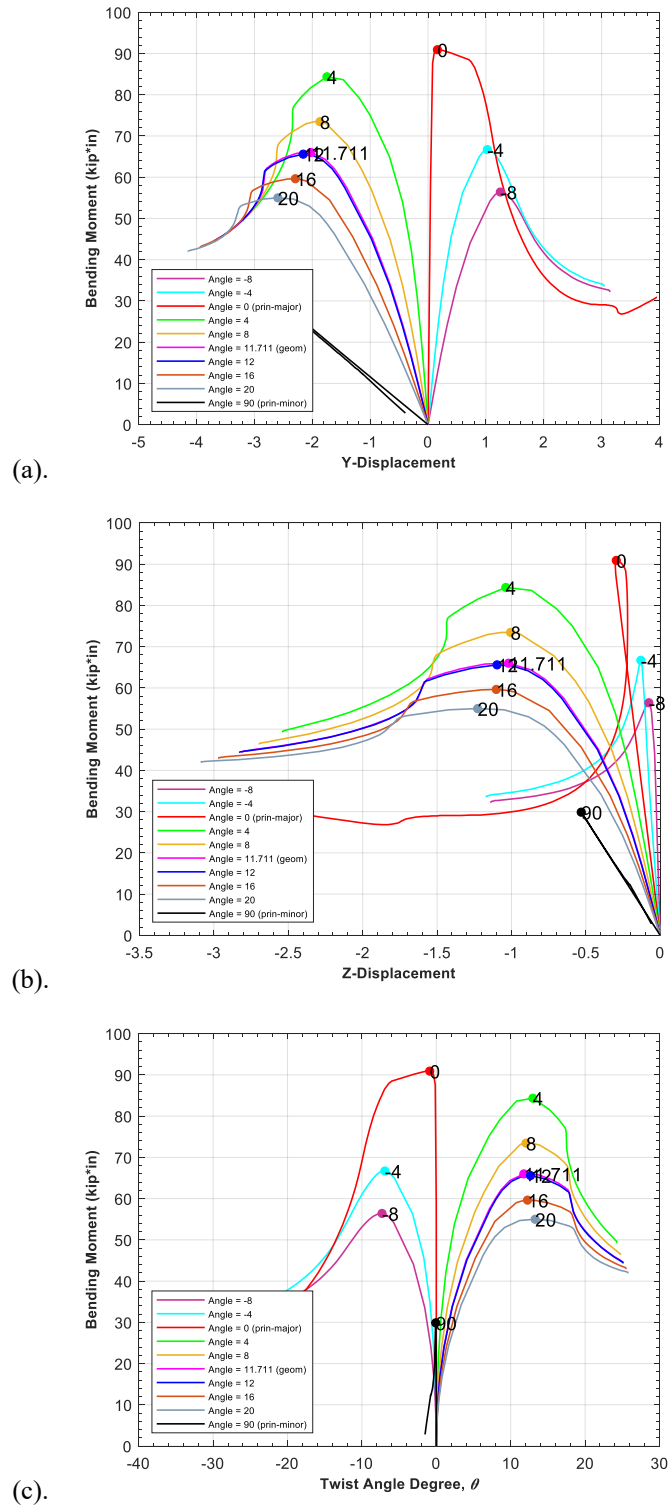 100
90
80
70
60
50
40
30
20
10
0
Bending Moment (kip*in)
0
4
8
11.711
12
16
20
-4
-8
Angle = -8
Angle = -4
Angle = 0 (prin-major)
Angle = 4
Angle = 8
Angle = 11.711 (geom)
Angle = 12
Angle = 16
Angle = 20
Angle = 90 (prin-minor)
-5 -4 -3 -2 -1 0 1 2 3 4
Y-Displacement
(a).
100
90
80
70
60
50
40
30
20
10
0
Bending Moment (kip*in)
0
4
8
11.711
12
16
20
-4
-8
90
Angle = -8
Angle = -4
Angle = 0 (prin-major)
Angle = 4
Angle = 8
Angle = 11.711 (geom)
Angle = 12
Angle = 16
Angle = 20
Angle = 90 (prin-minor)
-3.5 -3 -2.5 -2 -1.5 -1 -0.5 0
Z-Displacement
(b).
100
90
80
70
60
50
40
30
20
10
0
Bending Moment (kip*in)
0
4
8
11.711
12
16
20
-4
-8
90
Angle = -8
Angle = -4
Angle = 0 (prin-major)
Angle = 4
Angle = 8
Angle = 11.711 (geom)
Angle = 12
Angle = 16
Angle = 20
Angle = 90 (prin-minor)
-40 -30 -20 -10 0 10 20 30
Twist Angle Degree, θ
(c).